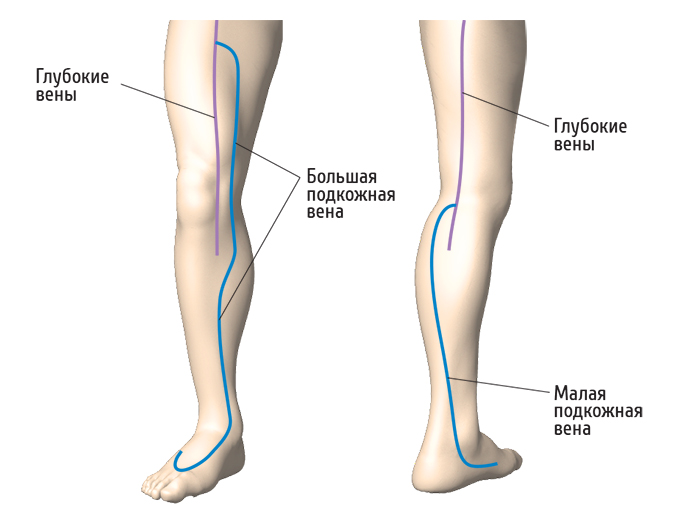 Глубокие
вены
Большая
подкожная
вена
Глубокие
вены
Малая
подкожная
вена